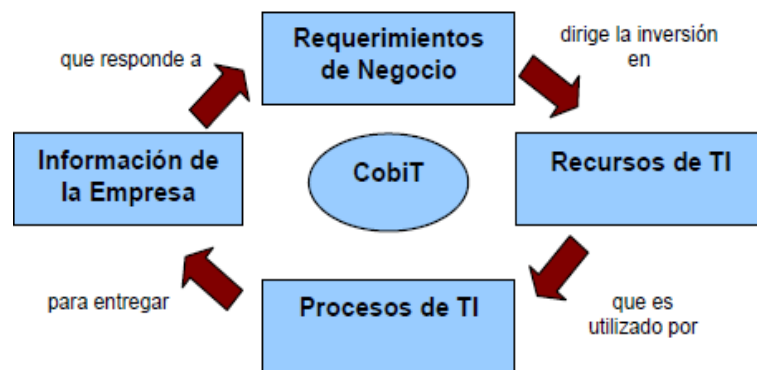 Requerimientos
de Negocio
dirige la inversión
en
Recursos de TI
que es
utilizado por
Procesos de TI
para entregar
Información de
la Empresa
que responde a
CobiT